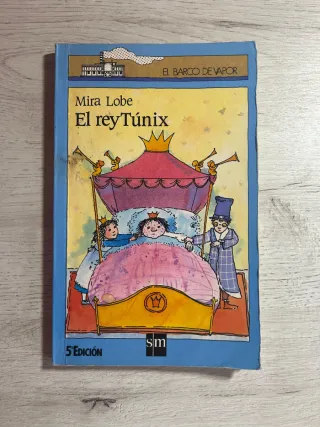 EL BARCO DE VAPOR
Mira Lobe
El rey Túnix
5ª EDICIÓN
sm